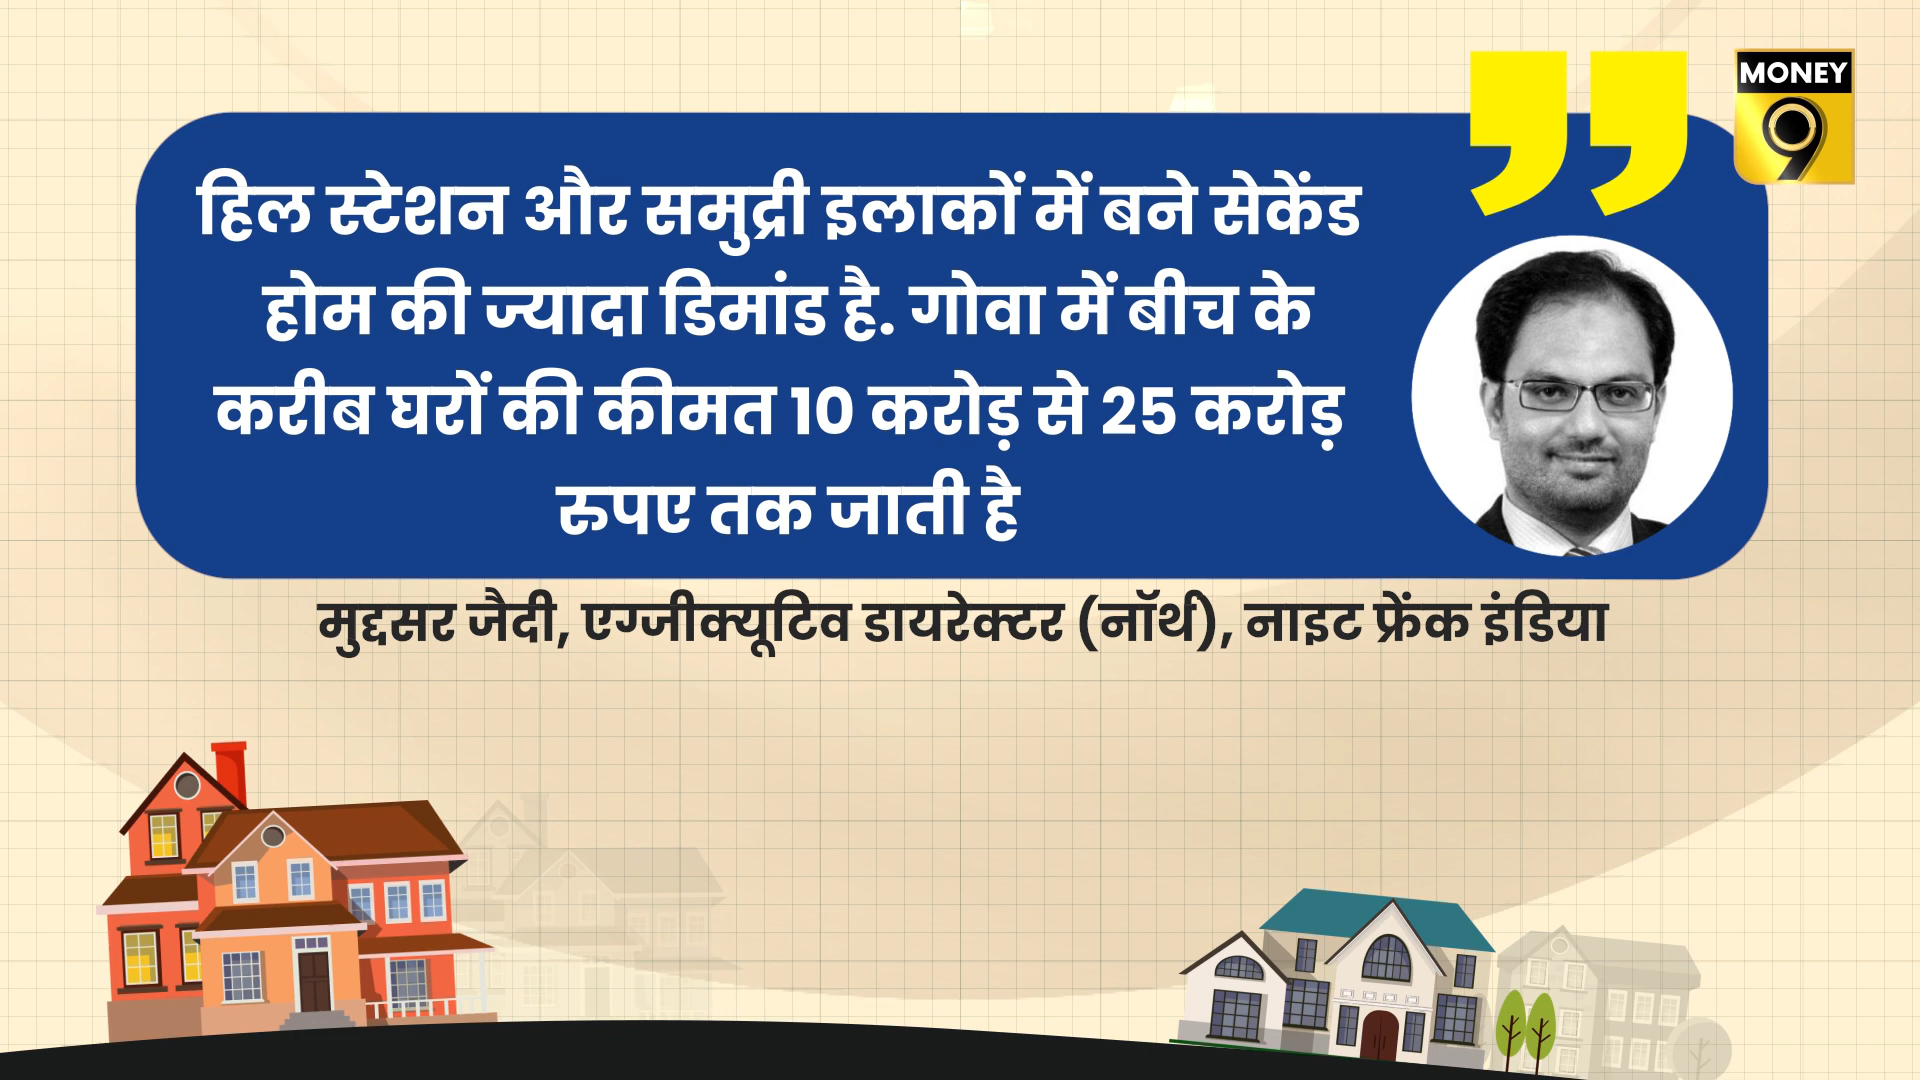 MONEY
9
हिल स्टेशन और समुद्री इलाकों में बने सेकेंड
होम की ज्यादा डिमांड है. गोवा में बीच के
करीब घरों की कीमत 10 करोड़ से 25 करोड़
रुपए तक जाती है
मुद्दसर जैदी, एग्जीक्यूटिव डायरेक्टर (नॉर्थ), नाइट फ्रेंक इंडिया